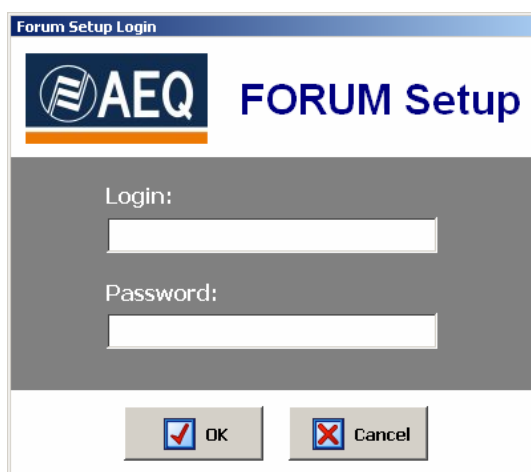 Forum Setup Login
AEQ FORUM Setup
Login:
Password:
OK Cancel